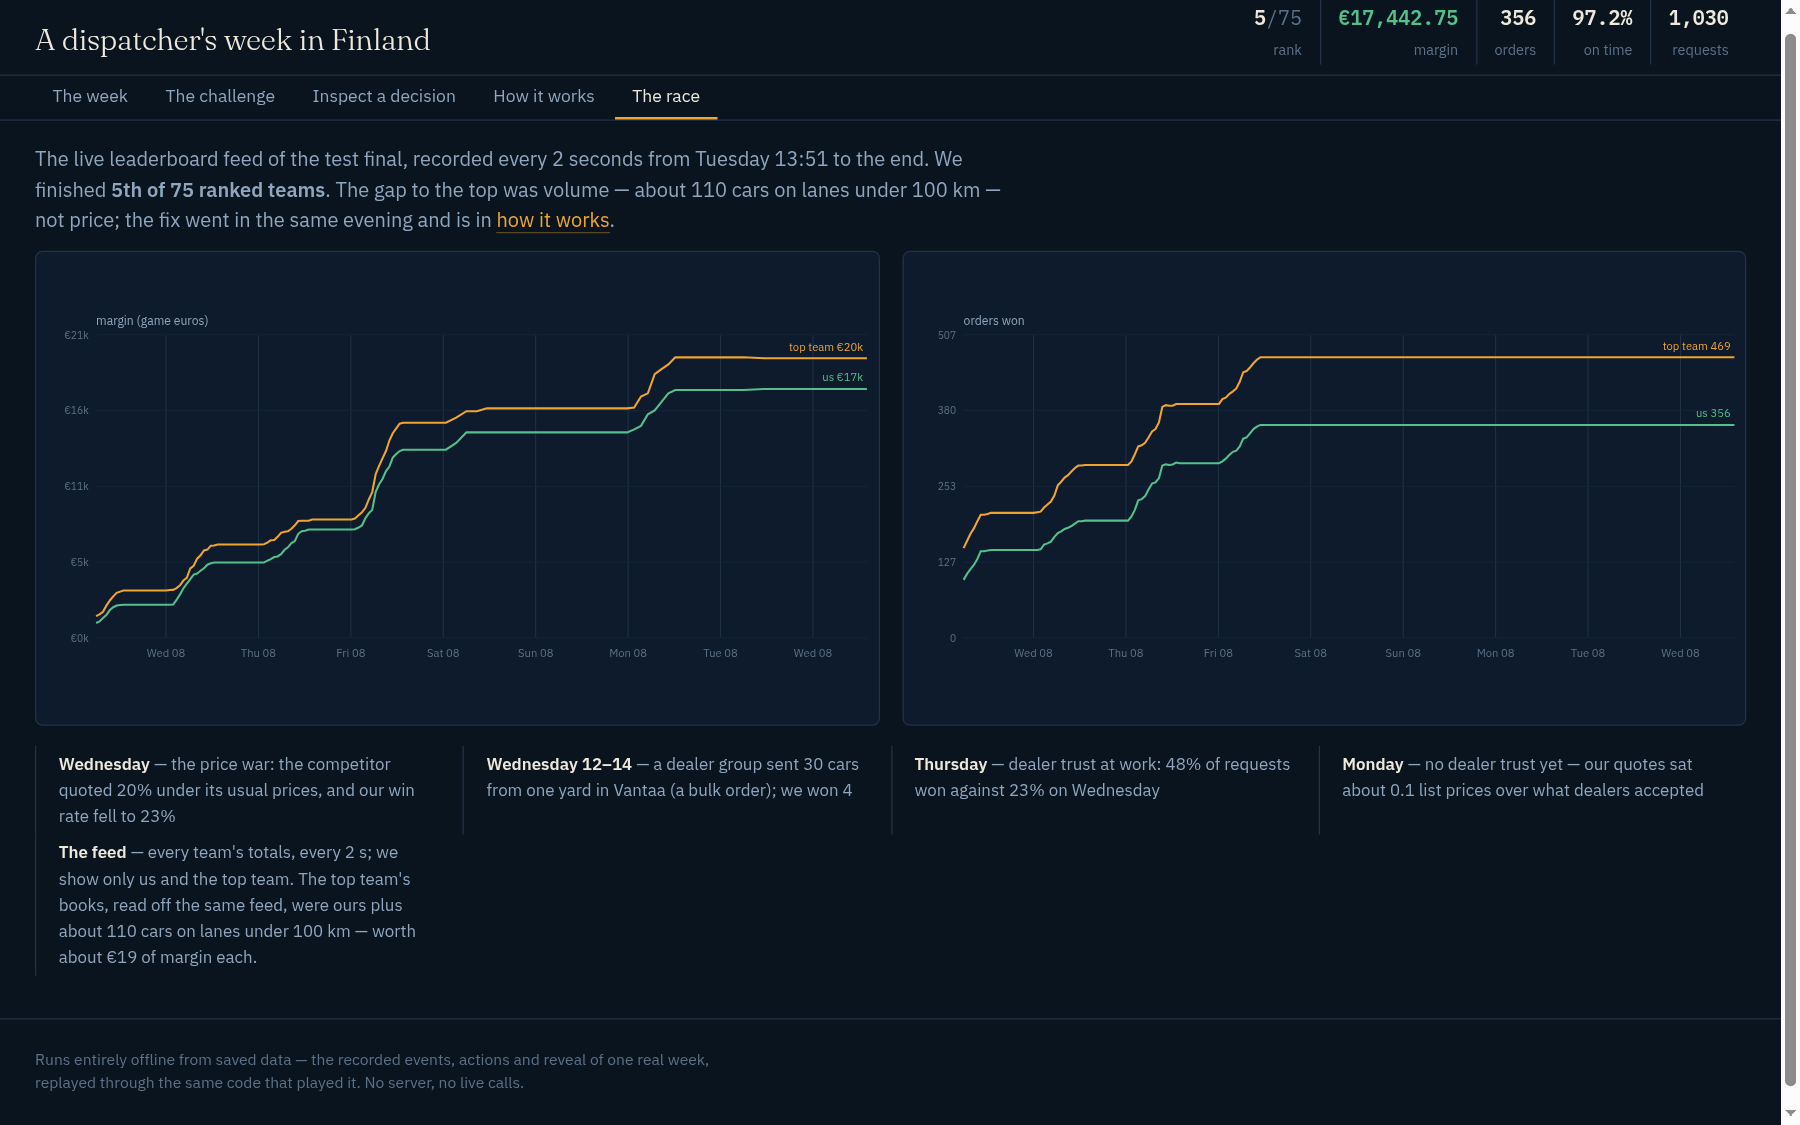 A dispatcher's week in Finland
5/75
rank
€17,442.75
margin
356
orders
97.2%
on time
1,030
requests
The week
The challenge
Inspect a decision
How it works
The race
The live leaderboard feed of the test final, recorded every 2 seconds from Tuesday 13:51 to the end. We
finished 5th of 75 ranked teams. The gap to the top was volume — about 110 cars on lanes under 100 km —
not price; the fix went in the same evening and is in how it works.
margin (game euros)
€21k
€16k
€11k
€5k
€0k
top team €20k
us €17k
Wed 08
Thu 08
Fri 08
Sat 08
Sun 08
Mon 08
Tue 08
Wed 08
orders won
507
380
253
127
0
top team 469
us 356
Wed 08
Thu 08
Fri 08
Sat 08
Sun 08
Mon 08
Tue 08
Wed 08
Wednesday — the price war: the competitor
quoted 20% under its usual prices, and our win
rate fell to 23%
Wednesday 12–14 — a dealer group sent 30 cars
from one yard in Vantaa (a bulk order); we won 4
Thursday — dealer trust at work: 48% of requests
won against 23% on Wednesday
Monday — no dealer trust yet — our quotes sat
about 0.1 list prices over what dealers accepted
The feed — every team's totals, every 2 s; we
show only us and the top team. The top team's
books, read off the same feed, were ours plus
about 110 cars on lanes under 100 km — worth
about €19 of margin each.
Runs entirely offline from saved data — the recorded events, actions and reveal of one real week,
replayed through the same code that played it. No server, no live calls.